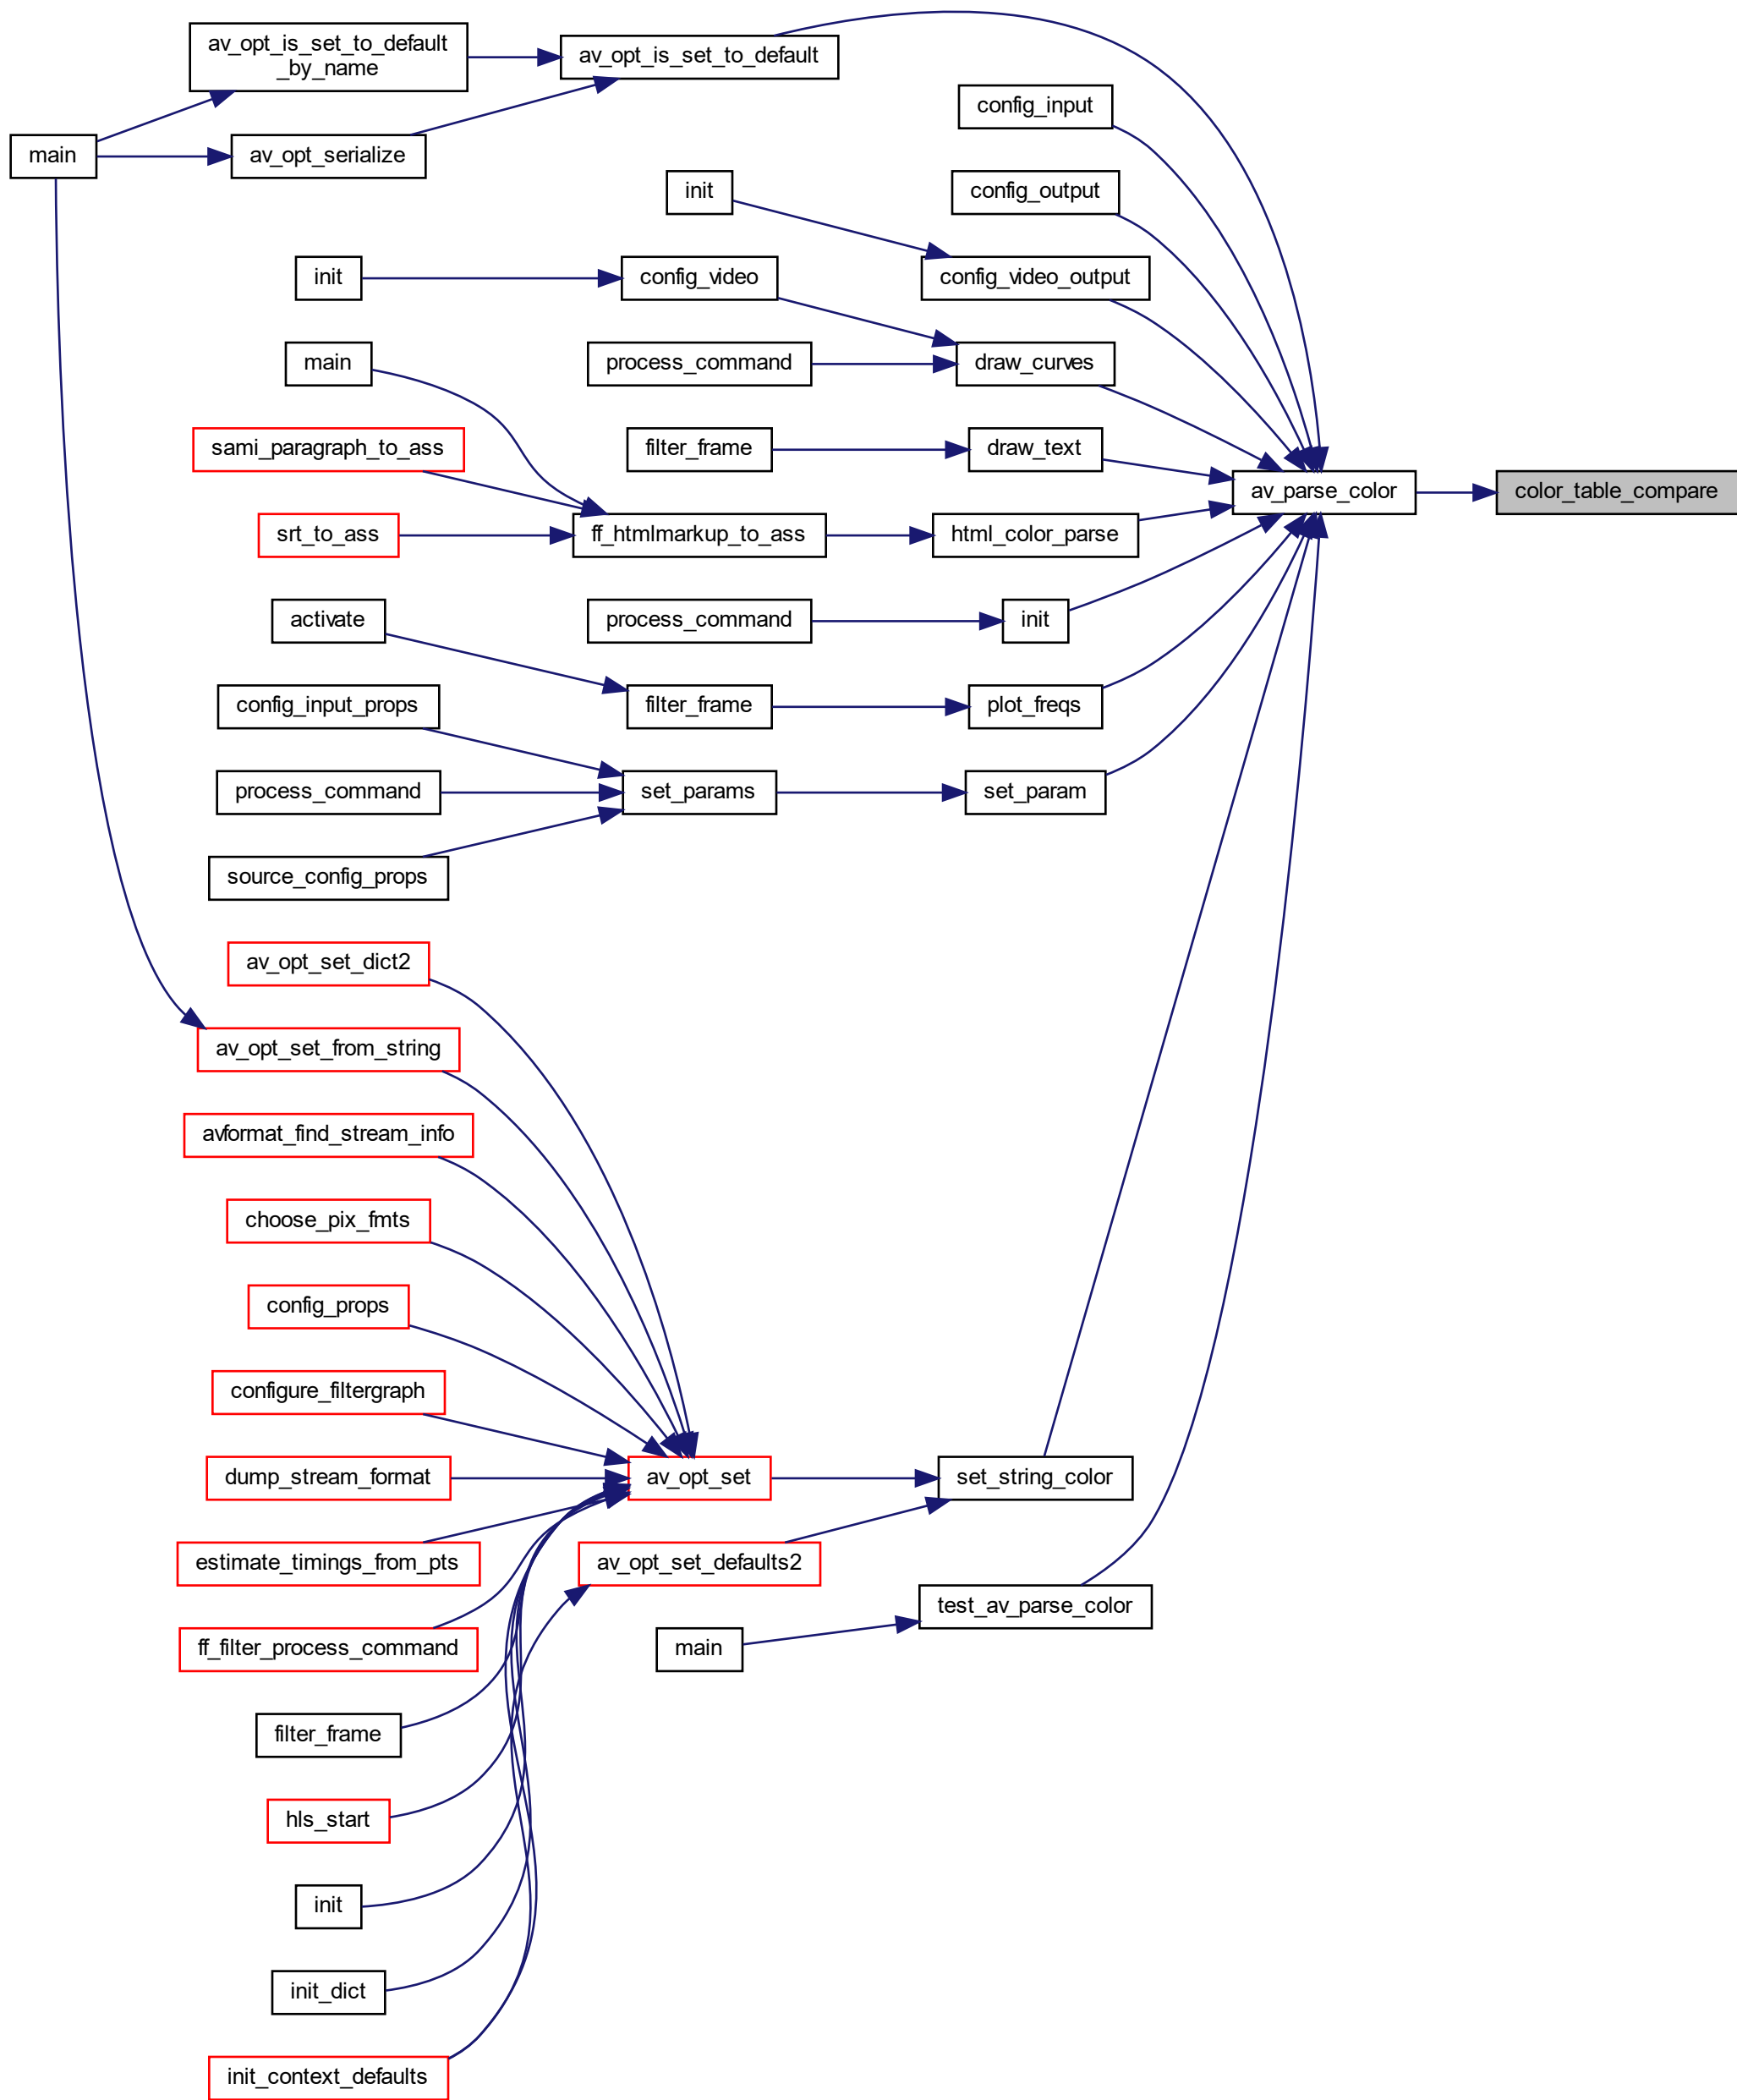 av_opt_is_set_to_default
_by_name
av_opt_is_set_to_default
config_input
main
av_opt_serialize
init
config_output
init
config_video
config_video_output
main
process_command
draw_curves
sami_paragraph_to_ass
filter_frame
draw_text
av_parse_color
color_table_compare
srt_to_ass
ff_htmlmarkup_to_ass
html_color_parse
activate
process_command
init
config_input_props
filter_frame
plot_freqs
process_command
set_params
set_param
source_config_props
av_opt_set_dict2
av_opt_set_from_string
avformat_find_stream_info
choose_pix_fmts
config_props
configure_filtergraph
dump_stream_format
av_opt_set
set_string_color
estimate_timings_from_pts
av_opt_set_defaults2
test_av_parse_color
ff_filter_process_command
main
filter_frame
hls_start
init
init_dict
init_context_defaults